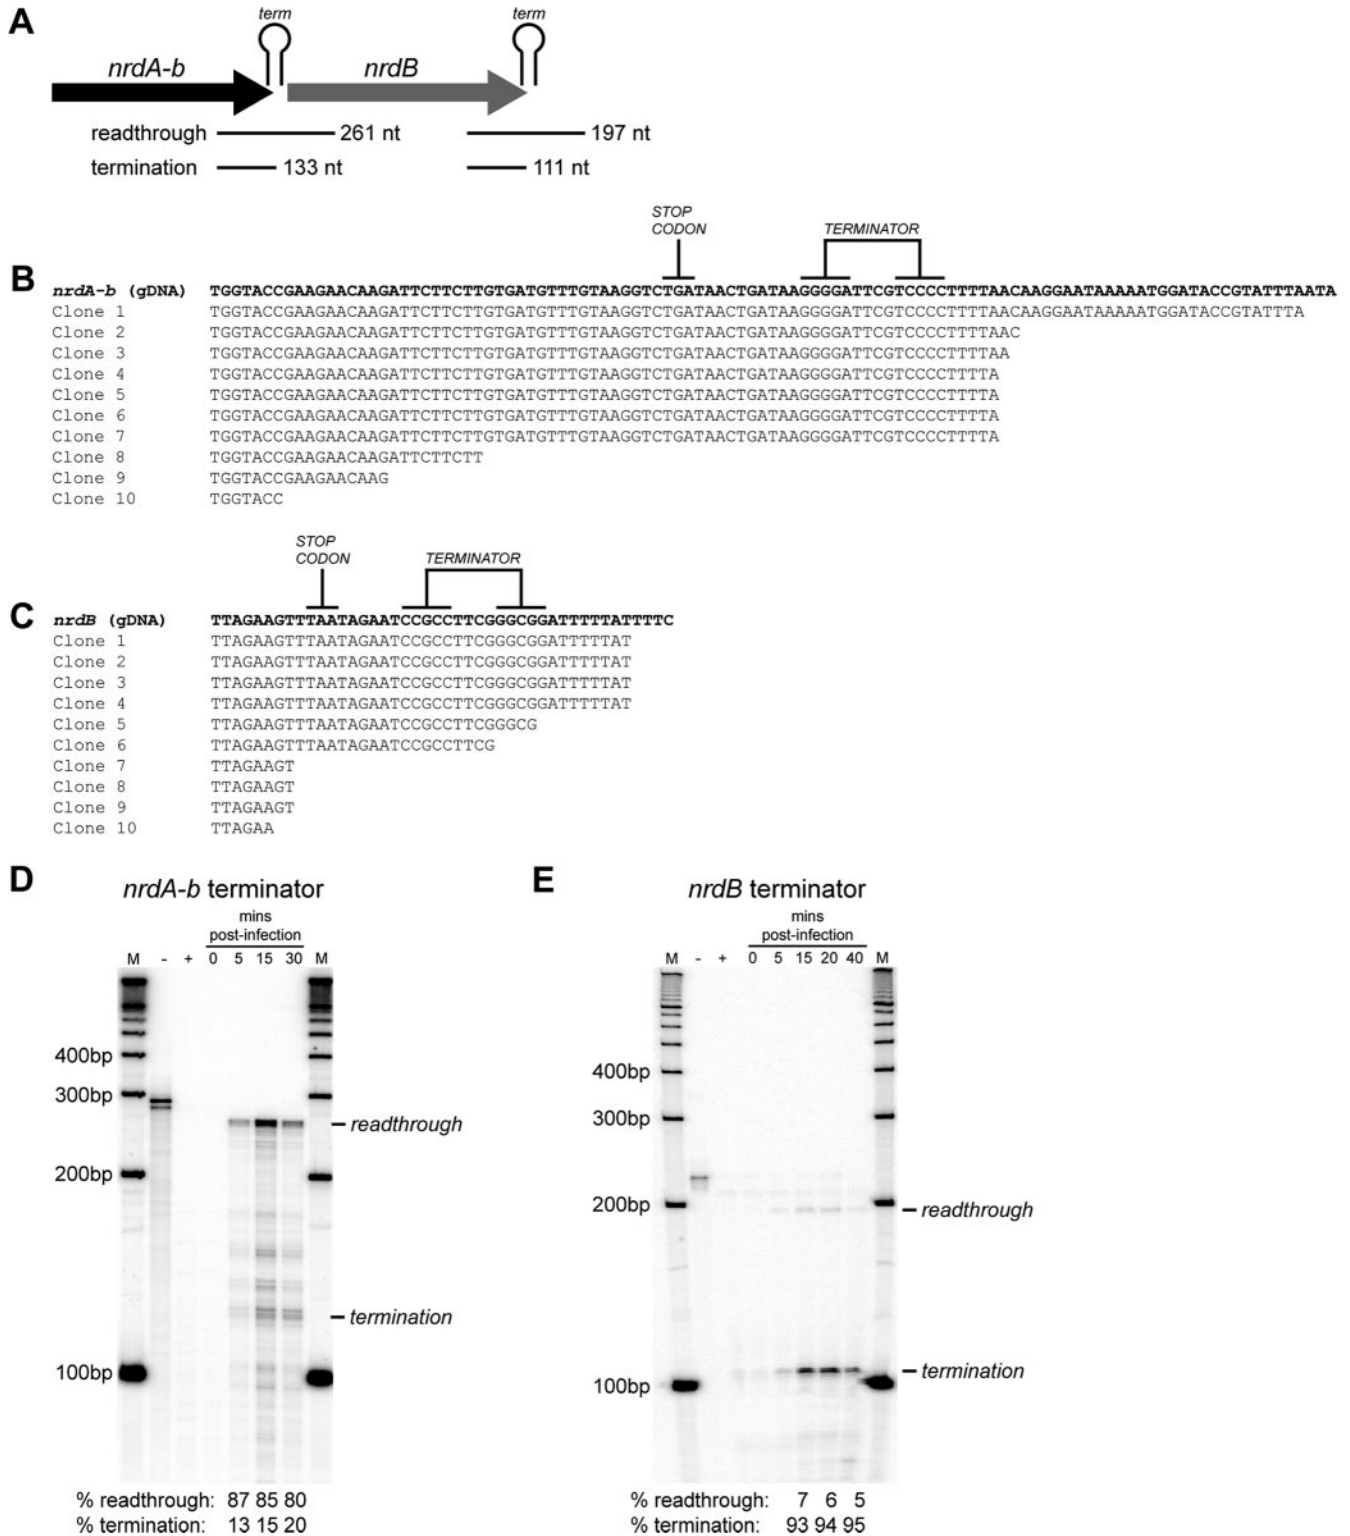 A
term
term
nrdA-b
nrdB
readthrough 261 nt 197 nt
termination 133 nt 111 nt
STOP CODON
TERMINATOR
B
nrdA-b (gDNA) TGGTACCGAAGAACAAGATTCTTCTTGTGATGTTTGTAAGGTCTGATAACTGATAAGGGGATTCGTCCCCTTTTAACAAGGAATAAAAATGGATACCGTATTTAATA
Clone 1 TGGTACCGAAGAACAAGATTCTTCTTGTGATGTTTGTAAGGTCTGATAACTGATAAGGGGATTCGTCCCCTTTTAACAAGGAATAAAAATGGATACCGTATTTA
Clone 2 TGGTACCGAAGAACAAGATTCTTCTTGTGATGTTTGTAAGGTCTGATAACTGATAAGGGGATTCGTCCCCTTTTAAC
Clone 3 TGGTACCGAAGAACAAGATTCTTCTTGTGATGTTTGTAAGGTCTGATAACTGATAAGGGGATTCGTCCCCTTTTAA
Clone 4 TGGTACCGAAGAACAAGATTCTTCTTGTGATGTTTGTAAGGTCTGATAACTGATAAGGGGATTCGTCCCCTTTTA
Clone 5 TGGTACCGAAGAACAAGATTCTTCTTGTGATGTTTGTAAGGTCTGATAACTGATAAGGGGATTCGTCCCCTTTTA
Clone 6 TGGTACCGAAGAACAAGATTCTTCTTGTGATGTTTGTAAGGTCTGATAACTGATAAGGGGATTCGTCCCCTTTTA
Clone 7 TGGTACCGAAGAACAAGATTCTTCTTGTGATGTTTGTAAGGTCTGATAACTGATAAGGGGATTCGTCCCCTTTTA
Clone 8 TGGTACCGAAGAACAAGATTCTTCTT
Clone 9 TGGTACCGAAGAACAAG
Clone 10 TGGTACC
STOP CODON
TERMINATOR
C
nrdB (gDNA) TTAGAAGTTTAATAGAATCCGCCTTCGGGCGGATTTTTATTTTC
Clone 1 TTAGAAGTTTAATAGAATCCGCCTTCGGGCGGATTTTTAT
Clone 2 TTAGAAGTTTAATAGAATCCGCCTTCGGGCGGATTTTTAT
Clone 3 TTAGAAGTTTAATAGAATCCGCCTTCGGGCGGATTTTTAT
Clone 4 TTAGAAGTTTAATAGAATCCGCCTTCGGGCGGATTTTTAT
Clone 5 TTAGAAGTTTAATAGAATCCGCCTTCGGGCG
Clone 6 TTAGAAGTTTAATAGAATCCGCCTTCG
Clone 7 TTAGAAGT
Clone 8 TTAGAAGT
Clone 9 TTAGAAGT
Clone 10 TTAGAA
D
nrdA-b terminator
mins
post-infection
M - + 0 5 15 30 M
400bp
300bp
readthrough
200bp
termination
100bp
% readthrough: 87 85 80
% termination: 13 15 20
E
nrdB terminator
mins
post-infection
M - + 0 5 15 20 40 M
400bp
300bp
200bp
readthrough
termination
100bp
% readthrough: 7 6 5
% termination: 93 94 95